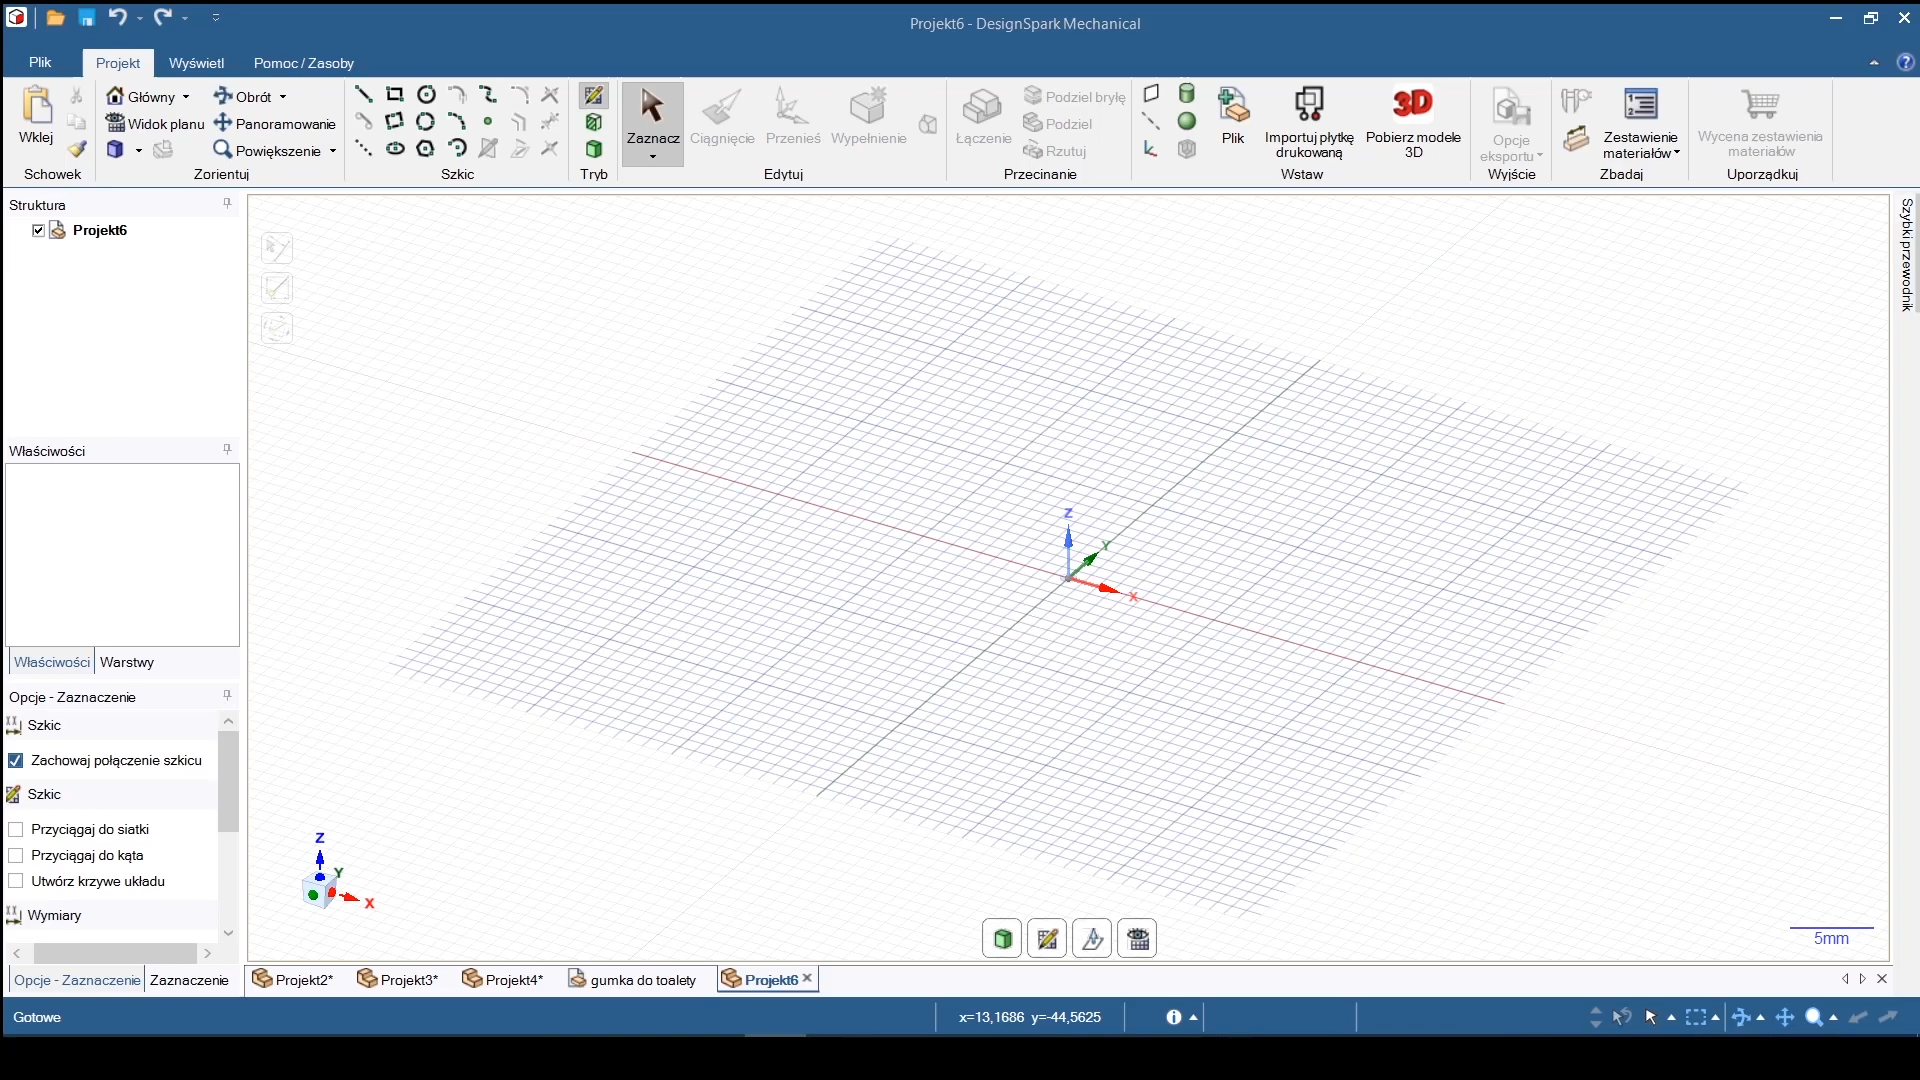 Projekt6 - DesignSpark Mechanical
Plik
Projekt
Wyświetl
Pomoc / Zasoby
Wklej
Schowek
Główny
Obrót
Widok planu
Panoramowanie
Powiększenie
Zorientuj
Szkic
Tryb
Zaznacz
Ciągnięcie
Przenieś
Wypełnienie
Edytuj
Łączenie
Podziel bryłę
Podziel
Rzutuj
Przecinanie
Plik
Importuj płytkę
drukowaną
3D
Pobierz modele
3D
Wstaw
Opcje
eksportu
Wyjście
Zestawienie
materiałów
Zbadaj
Wycena zestawienia
materiałów
Uporządkuj
Struktura
Projekt6
Właściwości
Właściwości
Warstwy
Opcje - Zaznaczenie
Szkic
Zachowaj połączenie szkicu
Szkic
Przyciągaj do siatki
Przyciągaj do kąta
Utwórz krzywe układu
Wymiary
Opcje - Zaznaczenie
Zaznaczenie
Z
Y
X
Z
Y
X
5mm
Szybki przewodnik
Projekt2*
Projekt3*
Projekt4*
gumka do toalety
Projekt6
Gotowe
x=13,1686 y=-44,5625